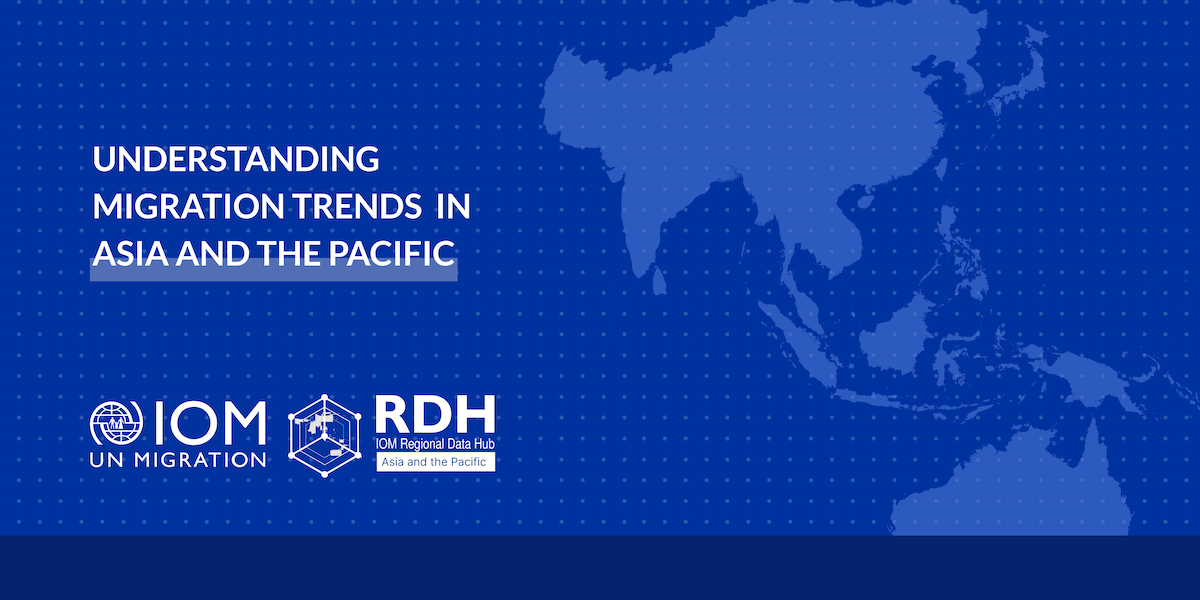 UNDERSTANDING
MIGRATION TRENDS IN
ASIA AND THE PACIFIC
IOM
UN MIGRATION
RDH
IOM Regional Data Hub
Asia and the Pacific